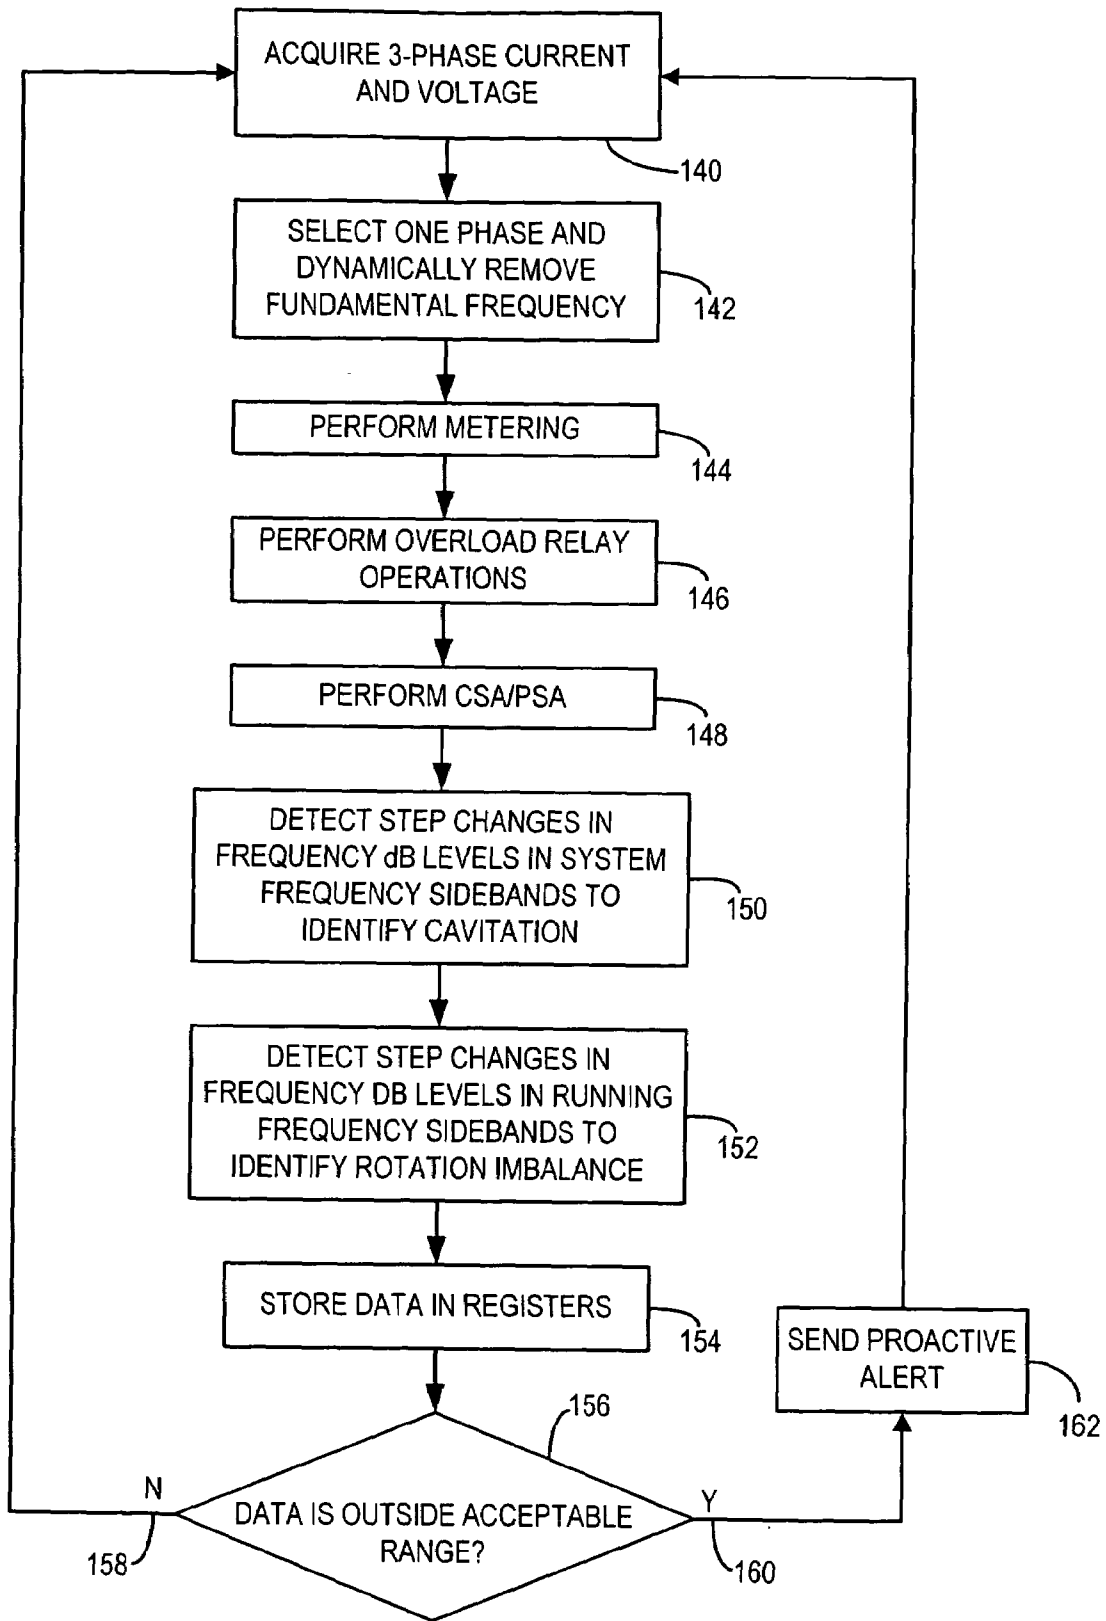 ACQUIRE 3-PHASE CURRENT
AND VOLTAGE
140
SELECT ONE PHASE AND
DYNAMICALLY REMOVE
FUNDAMENTAL FREQUENCY
142
PERFORM METERING
144
PERFORM OVERLOAD RELAY
OPERATIONS
146
PERFORM CSA/PSA
148
DETECT STEP CHANGES IN
FREQUENCY dB LEVELS IN SYSTEM
FREQUENCY SIDEBANDS TO
IDENTIFY CAVITATION
150
DETECT STEP CHANGES IN
FREQUENCY DB LEVELS IN RUNNING
FREQUENCY SIDEBANDS TO
IDENTIFY ROTATION IMBALANCE
152
STORE DATA IN REGISTERS
154
SEND PROACTIVE
ALERT
162
156
N
DATA IS OUTSIDE ACCEPTABLE
RANGE?
Y
158
160